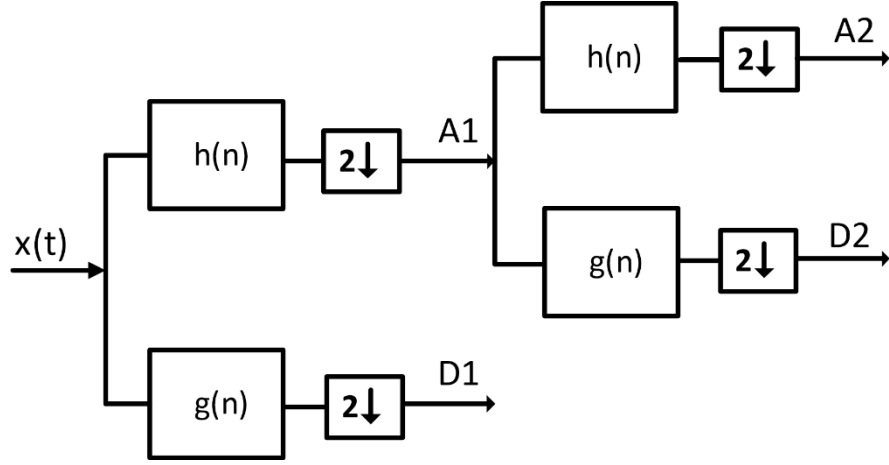 h(n)
2↓
A2
h(n)
2↓
A1
x(t)
g(n)
2↓
D2
g(n)
2↓
D1